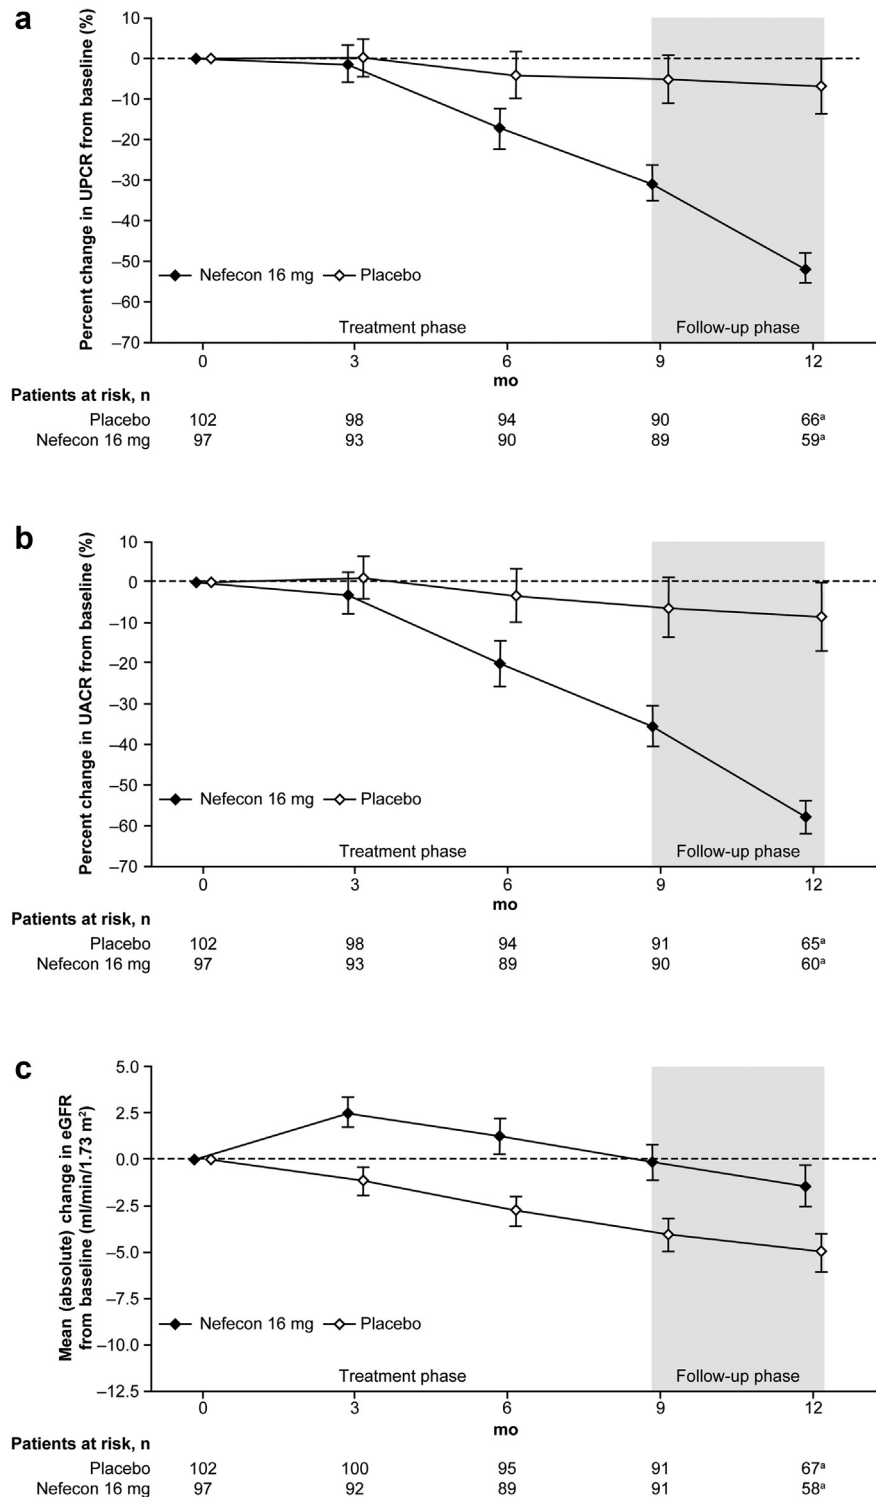 a
Percent change in UPCR from baseline (%)
10
0
–10
–20
–30
–40
–50
–60
–70
Nefecon 16 mg Placebo
Treatment phase Follow-up phase
0 3 6 9 12
mo
Patients at risk, n
Placebo 102 98 94 90 66ᵃ
Nefecon 16 mg 97 93 90 89 59ᵃ
b
Percent change in UACR from baseline (%)
10
0
–10
–20
–30
–40
–50
–60
–70
Nefecon 16 mg Placebo
Treatment phase Follow-up phase
0 3 6 9 12
mo
Patients at risk, n
Placebo 102 98 94 91 65ᵃ
Nefecon 16 mg 97 93 89 90 60ᵃ
c
Mean (absolute) change in eGFR
from baseline (ml/min/1.73 m²)
5.0
2.5
0.0
–2.5
–5.0
–7.5
–10.0
–12.5
Nefecon 16 mg Placebo
Treatment phase Follow-up phase
0 3 6 9 12
mo
Patients at risk, n
Placebo 102 100 95 91 67ᵃ
Nefecon 16 mg 97 92 89 91 58ᵃ